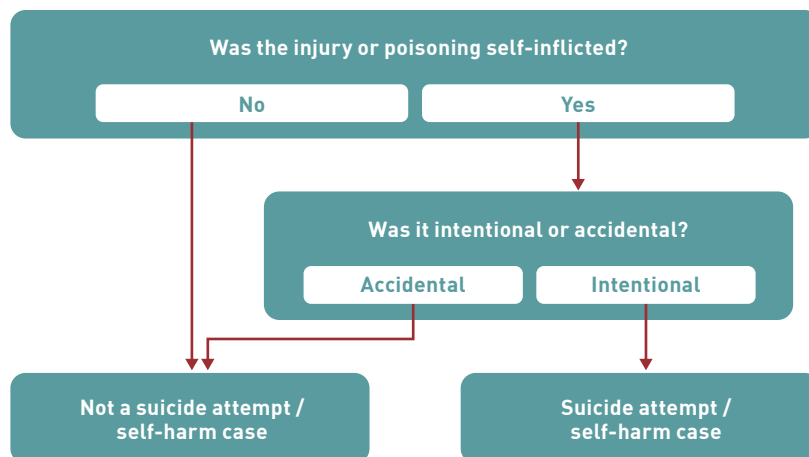 Was the injury or poisoning self-inflicted?
No
Yes
Was it intentional or accidental?
Accidental
Intentional
Not a suicide attempt /
self-harm case
Suicide attempt /
self-harm case